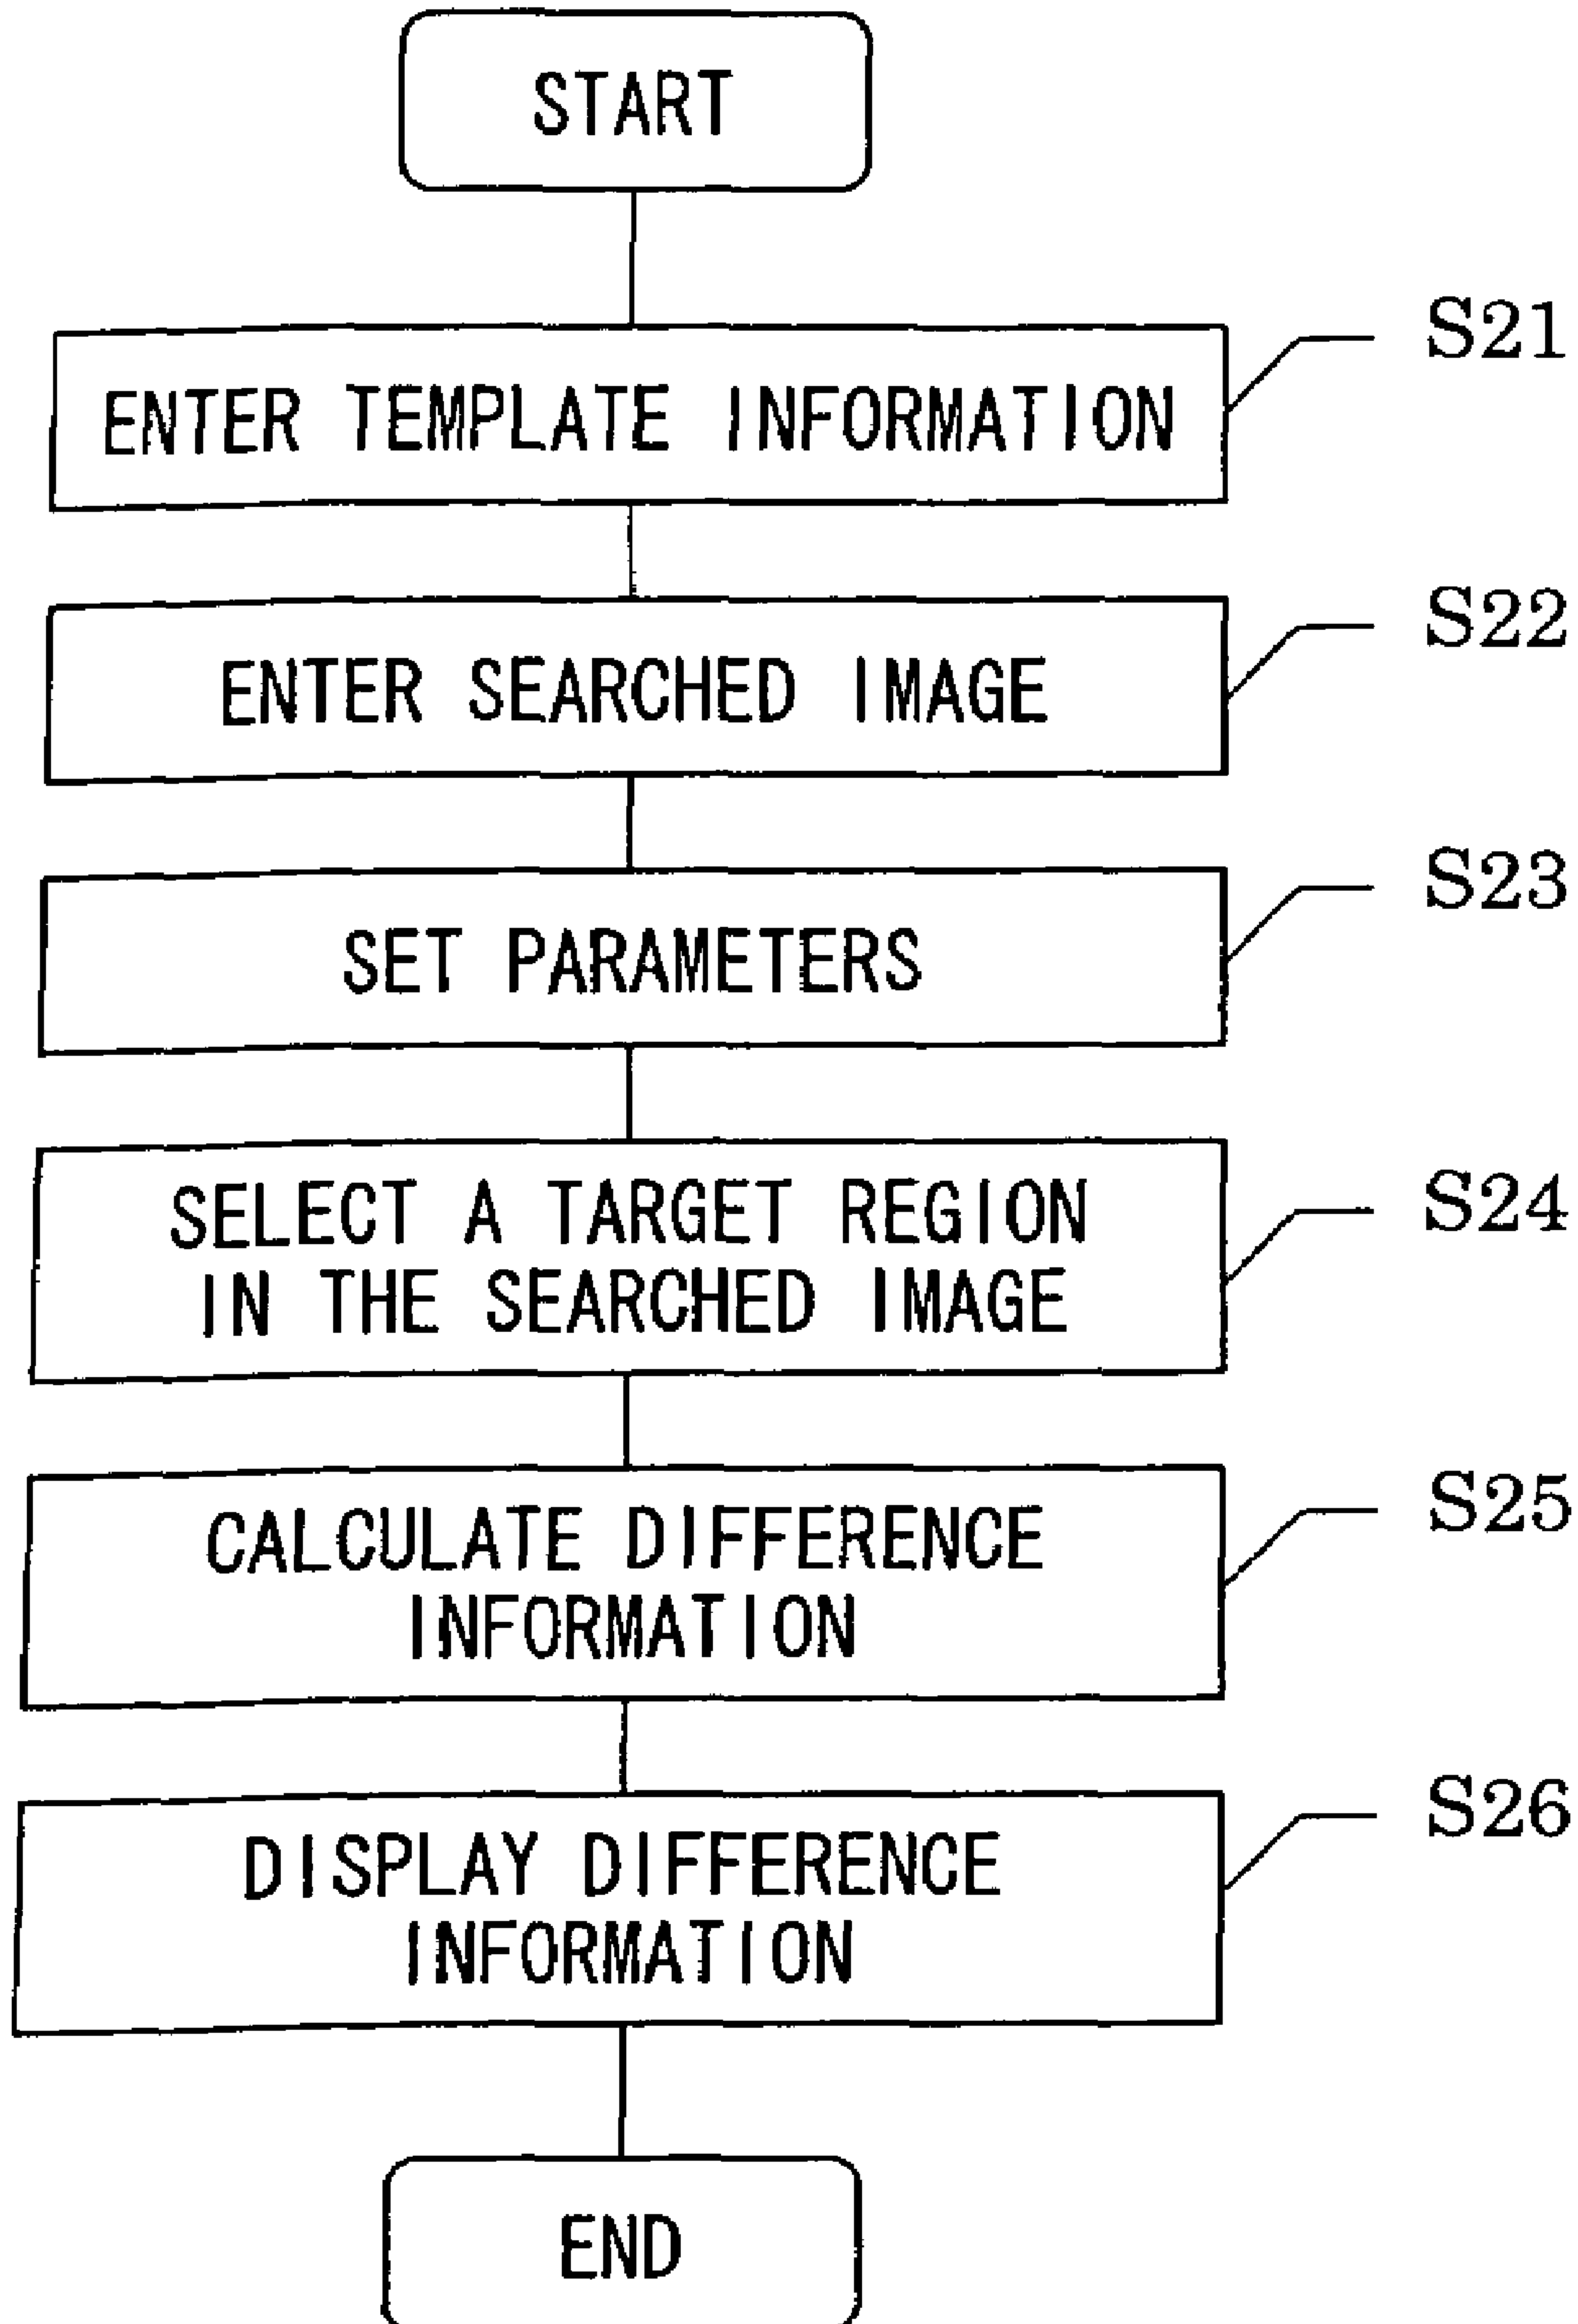 START
ENTER TEMPLATE INFORMATION
S21
ENTER SEARCHED IMAGE
S22
SET PARAMETERS
S23
SELECT A TARGET REGION
IN THE SEARCHED IMAGE
S24
CALCULATE DIFFERENCE
INFORMATION
S25
DISPLAY DIFFERENCE
INFORMATION
S26
END